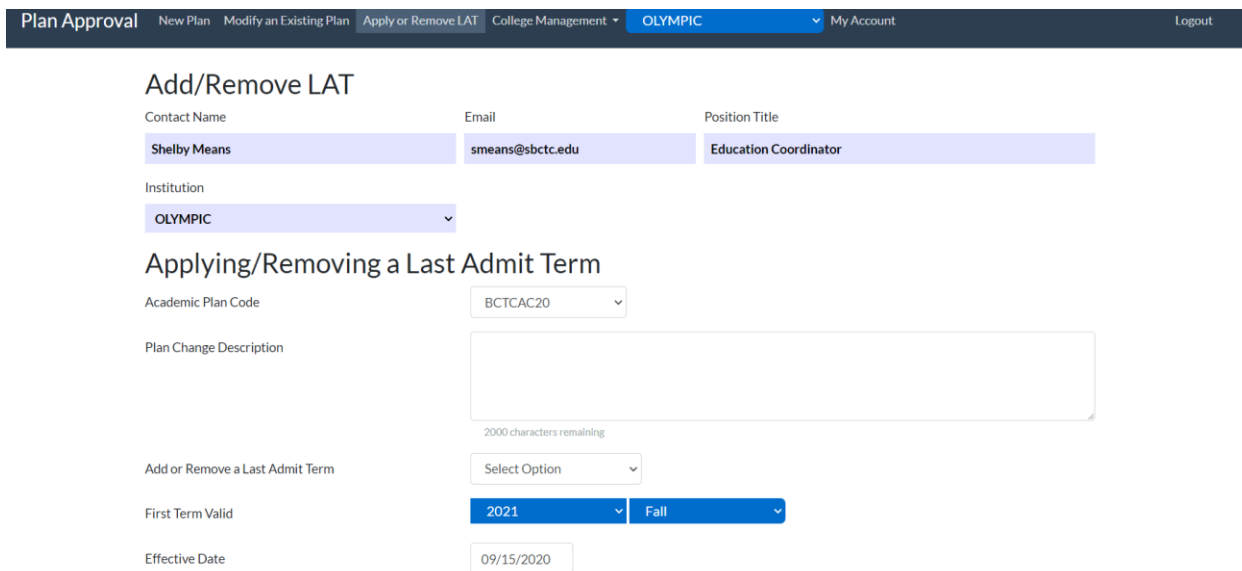 Plan Approval New Plan Modify an Existing Plan Apply or Remove LAT College Management OLYMPIC My Account Logout
Add/Remove LAT
Contact Name Email Position Title
Shelby Means smeans@sbctc.edu Education Coordinator
Institution
OLYMPIC
Applying/Removing a Last Admit Term
Academic Plan Code BCTCAC20
Plan Change Description
2000 characters remaining
Add or Remove a Last Admit Term Select Option
First Term Valid 2021 Fall
Effective Date 09/15/2020